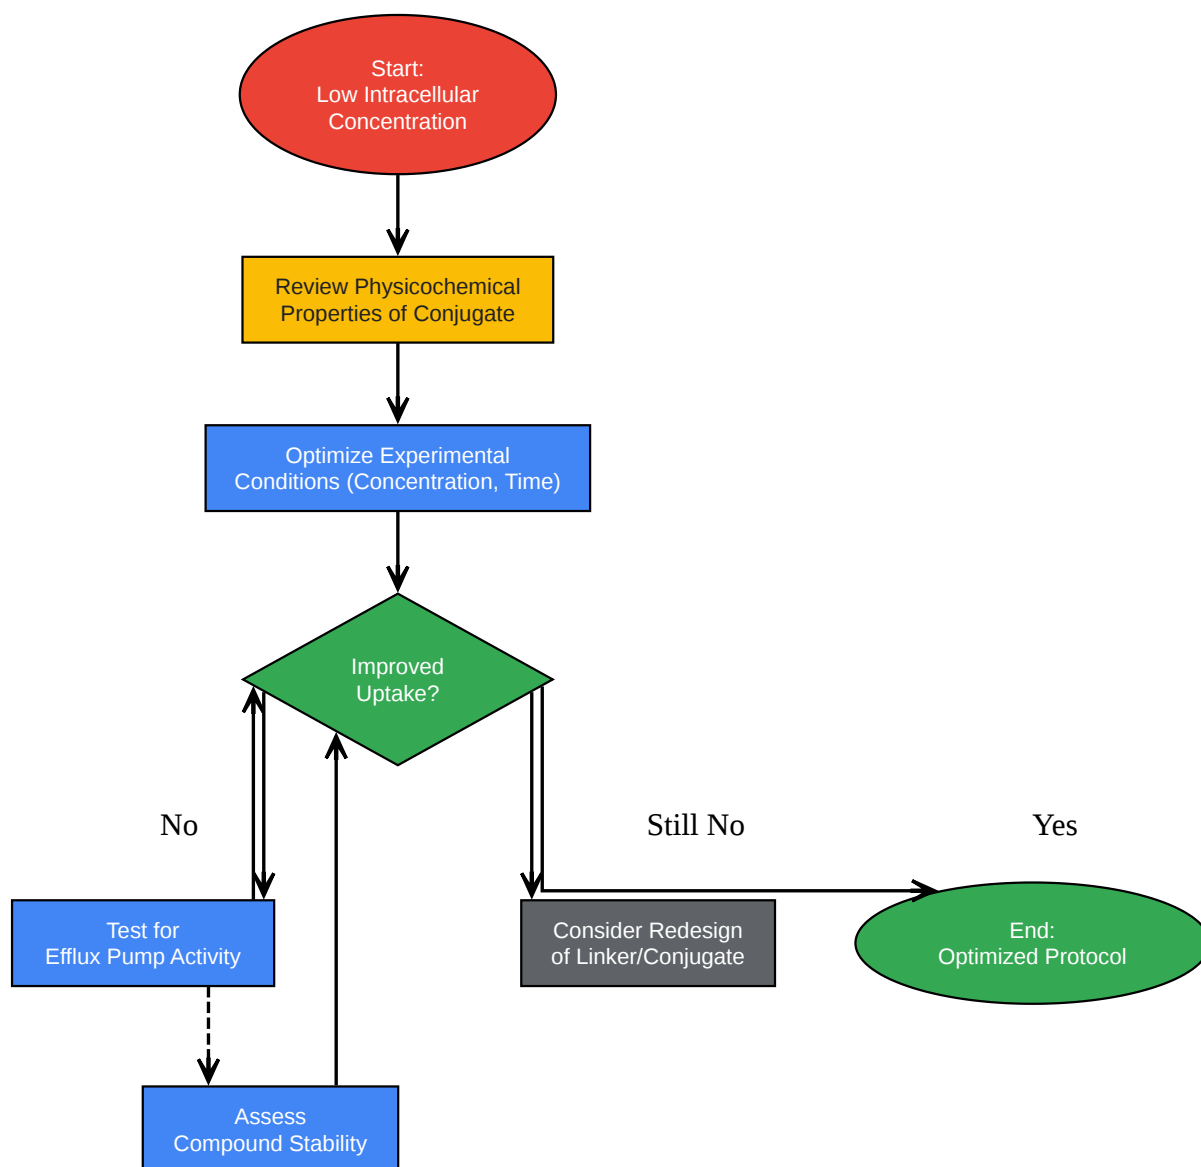 Start:
Low Intracellular
Concentration
Review Physicochemical
Properties of Conjugate
Optimize Experimental
Conditions (Concentration, Time)
Improved
Uptake?
No
Still No
Yes
Test for
Efflux Pump Activity
Consider Redesign
of Linker/Conjugate
End:
Optimized Protocol
Assess
Compound Stability